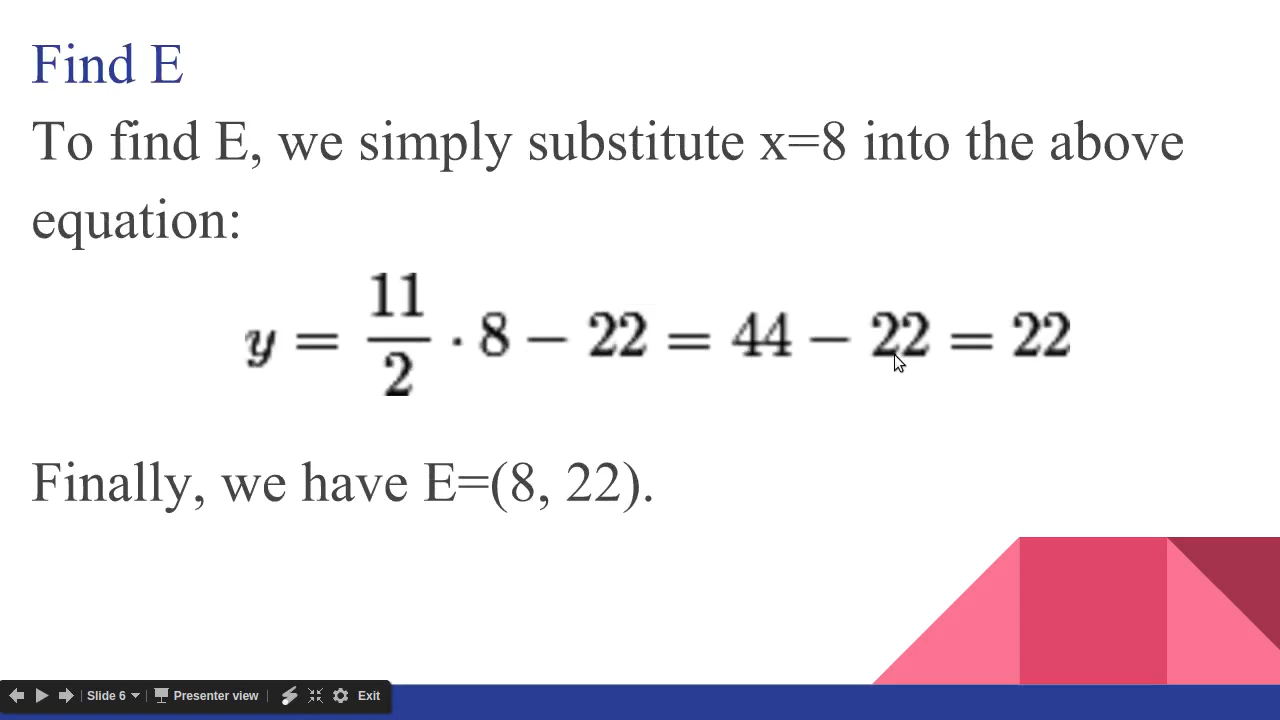 Find E
To find E, we simply substitute x=8 into the above
equation:
y = 11/2 · 8 − 22 = 44 − 22 = 22
Finally, we have E=(8, 22).
Slide 6 Presenter view Exit